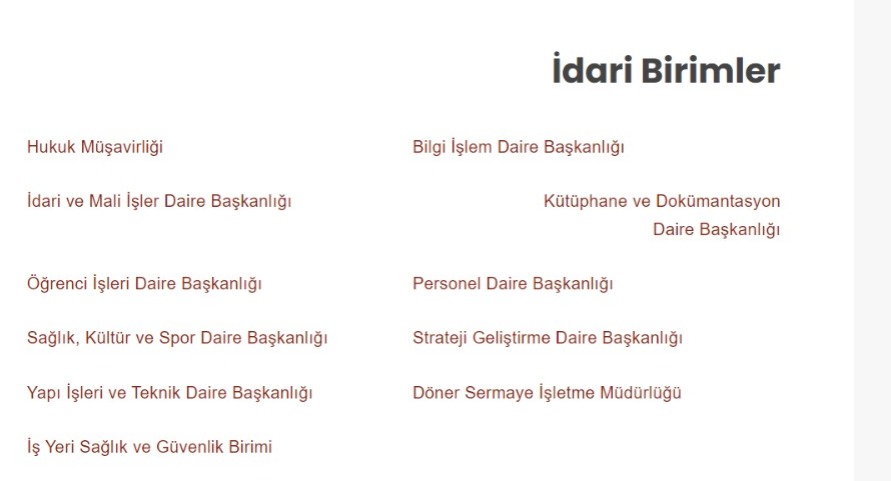 İdari Birimler
Hukuk Müşavirliği
Bilgi İşlem Daire Başkanlığı
İdari ve Mali İşler Daire Başkanlığı
Kütüphane ve Dokümantasyon
Daire Başkanlığı
Öğrenci İşleri Daire Başkanlığı
Personel Daire Başkanlığı
Sağlık, Kültür ve Spor Daire Başkanlığı
Strateji Geliştirme Daire Başkanlığı
Yapı İşleri ve Teknik Daire Başkanlığı
Döner Sermaye İşletme Müdürlüğü
İş Yeri Sağlık ve Güvenlik Birimi